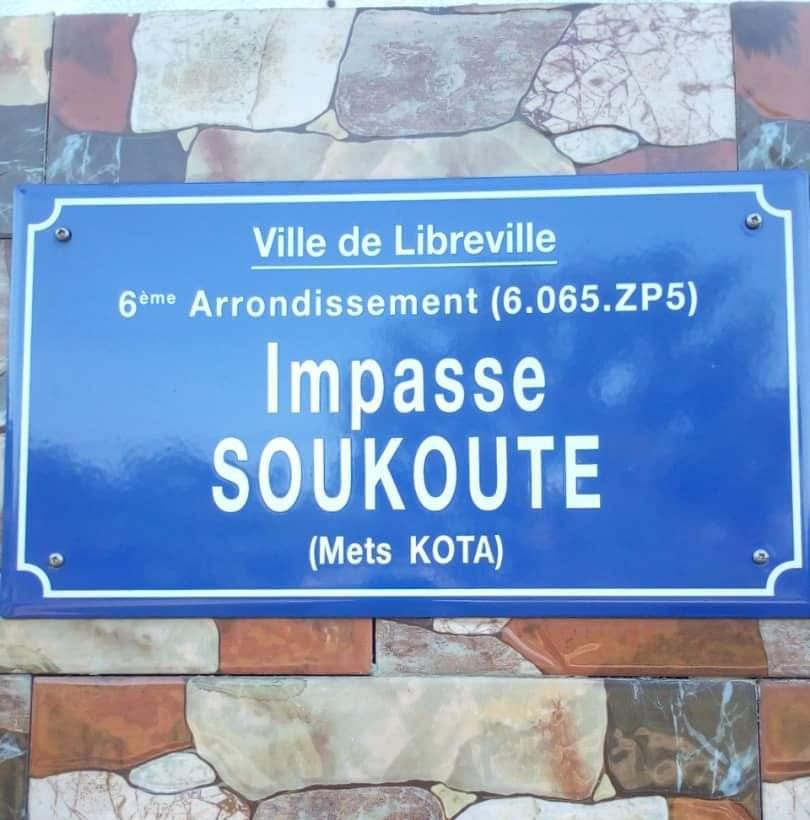 Ville de Libreville
6ème Arrondissement (6.065.ZP5)
Impasse
SOUKOUTE
(Mets KOTA)